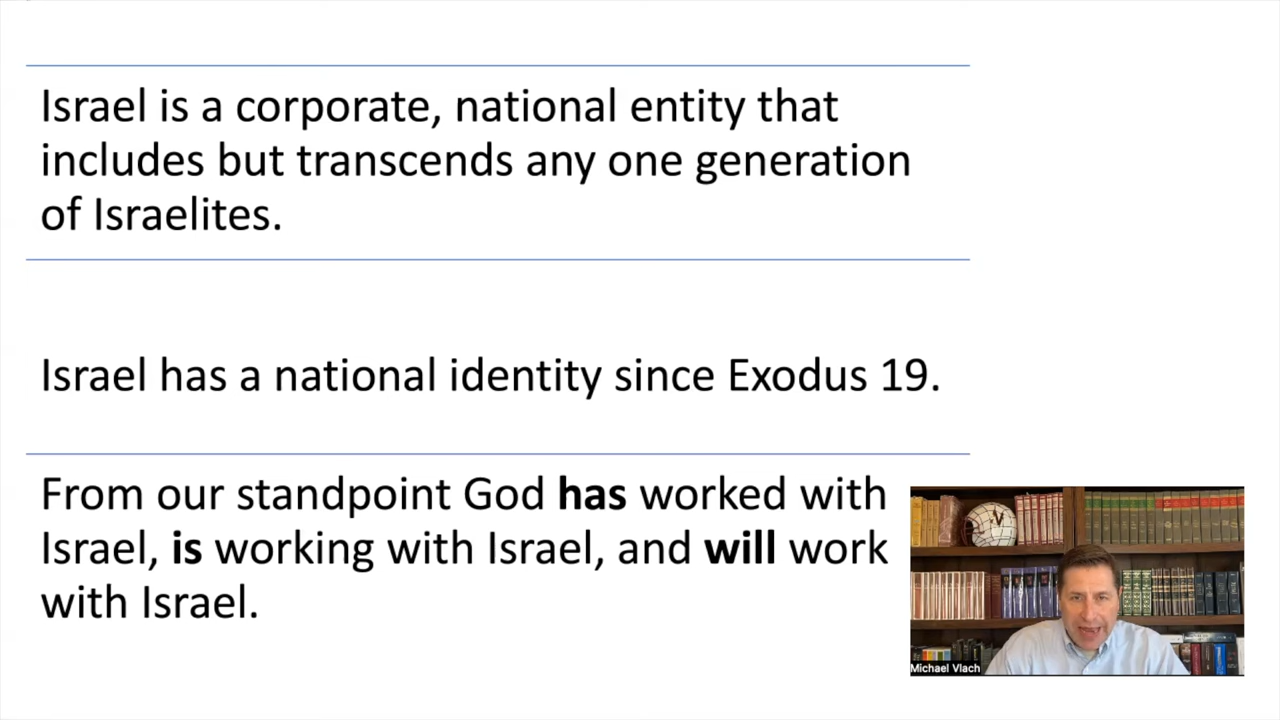 Israel is a corporate, national entity that
includes but transcends any one generation
of Israelites.
Israel has a national identity since Exodus 19.
From our standpoint God has worked with
Israel, is working with Israel, and will work
with Israel.
Michael Vlach